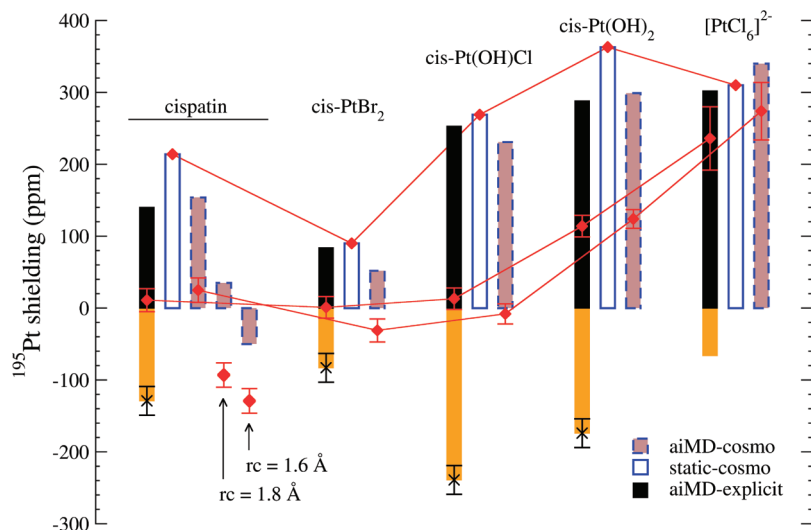 400
300
200
100
0
-100
-200
-300
195Pt shielding (ppm)
cispatin
cis-PtBr2
cis-Pt(OH)Cl
cis-Pt(OH)2
[PtCl6]2-
rc = 1.6 Å
rc = 1.8 Å
aiMD-cosmo
static-cosmo
aiMD-explicit